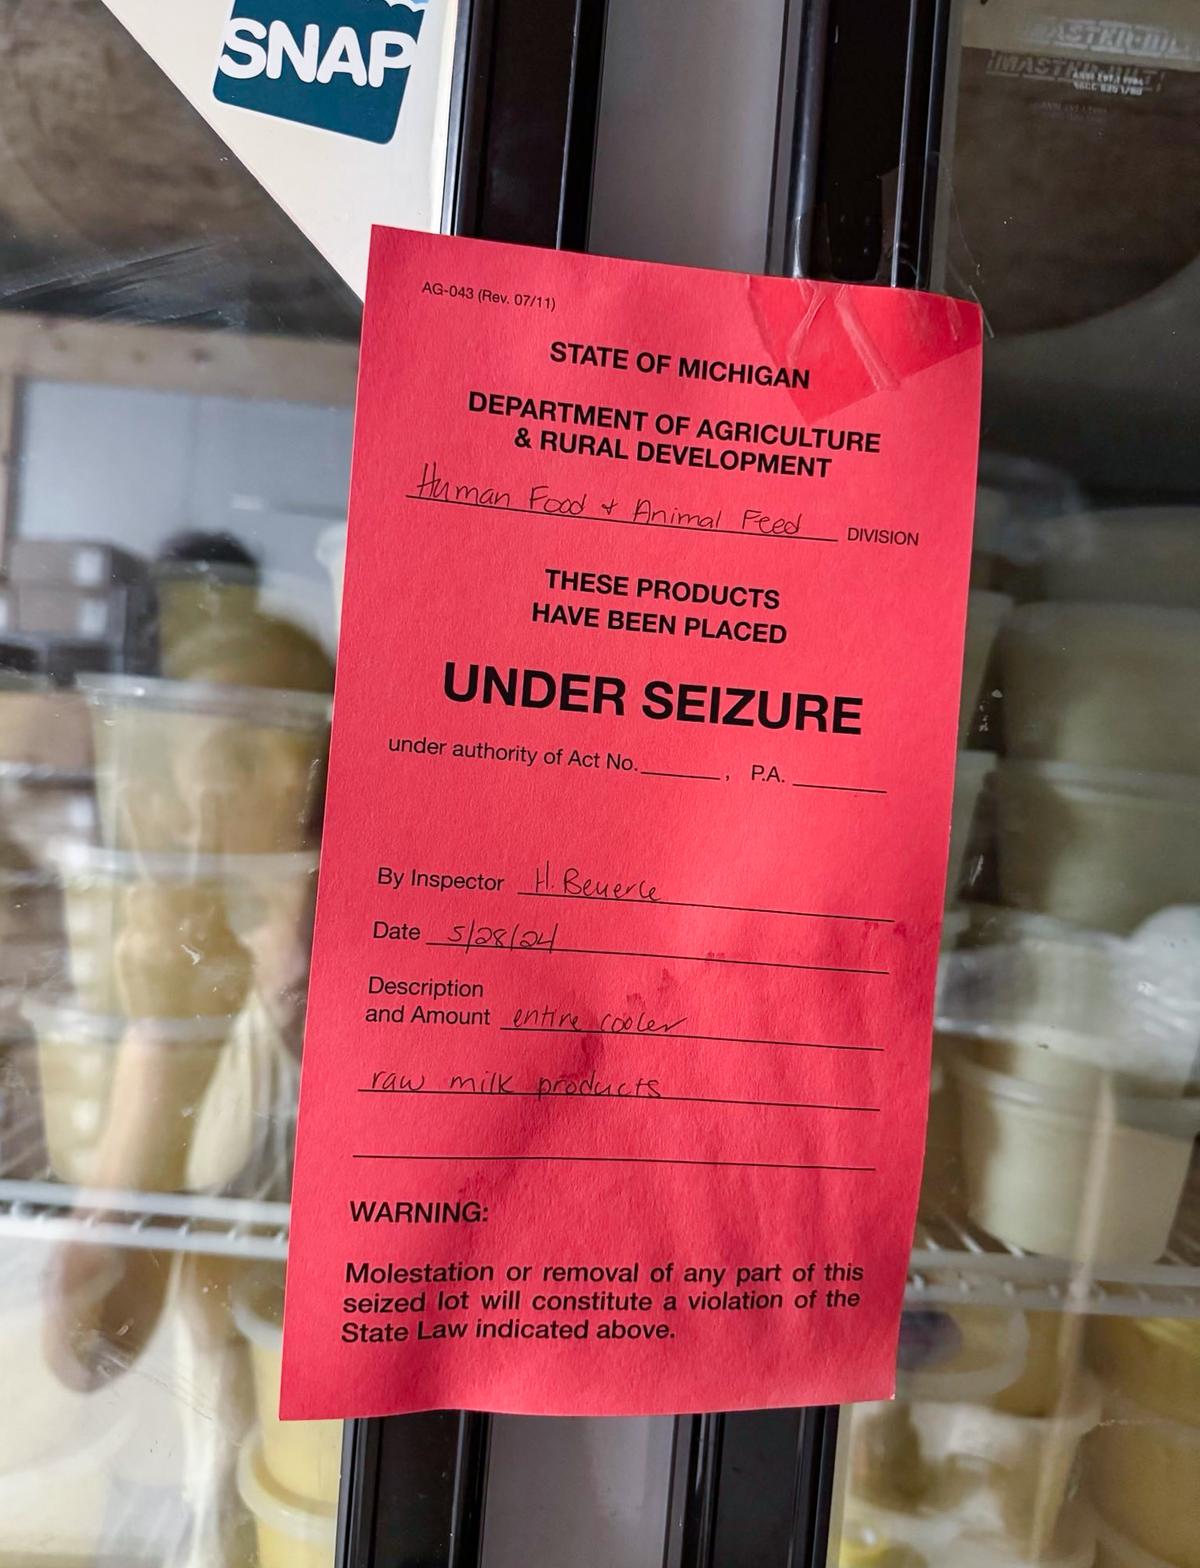 SNAP
AG-043 (Rev. 07/11)
STATE OF MICHIGAN
DEPARTMENT OF AGRICULTURE
& RURAL DEVELOPMENT
Human Food + Animal Feed DIVISION
THESE PRODUCTS
HAVE BEEN PLACED
UNDER SEIZURE
under authority of Act No. , P.A.
By Inspector H. Beuerle
Date 5/28/24
Description
and Amount entire cooler
raw milk products
WARNING:
Molestation or removal of any part of this
seized lot will constitute a violation of the
State Law indicated above.